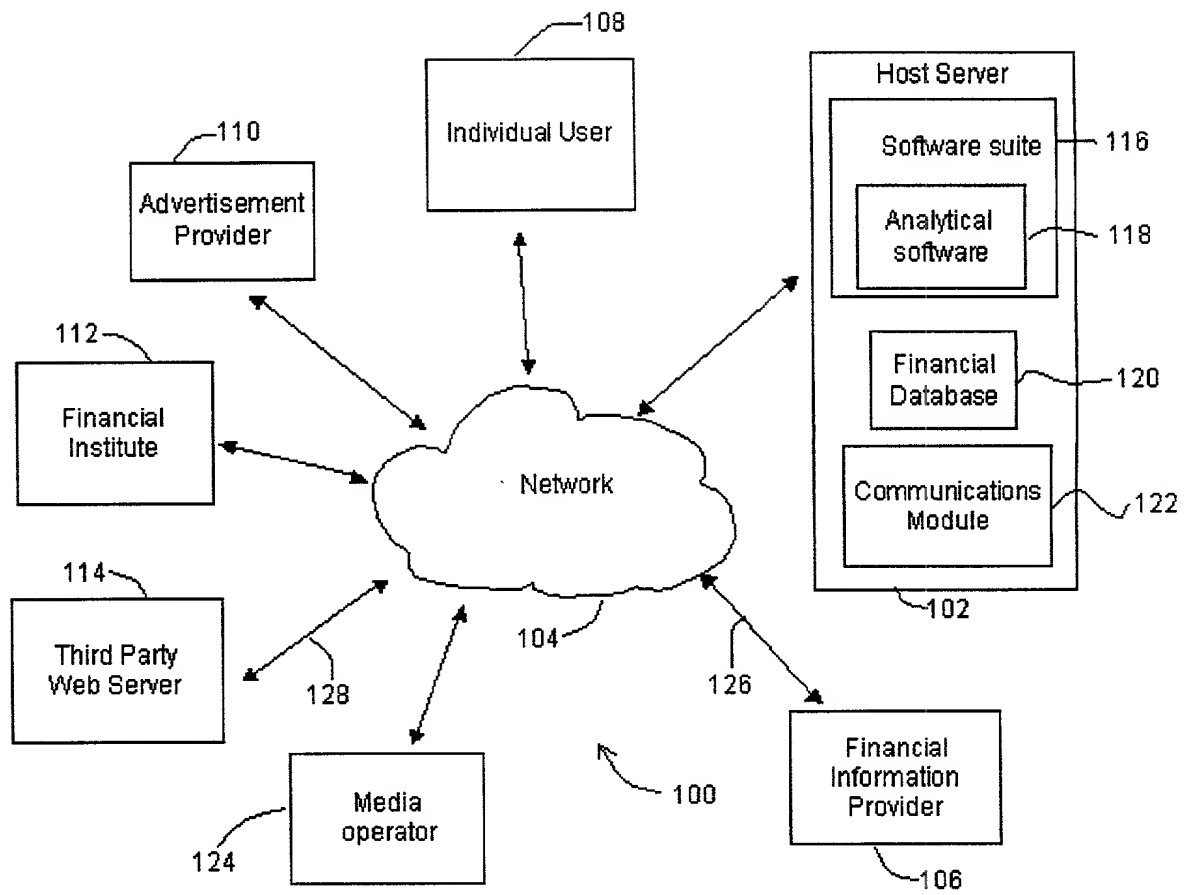 108
Individual User
110
Advertisement
Provider
Host Server
Software suite
116
Analytical
software
118
112
Financial
Institute
Financial
Database
120
Network
Communications
Module
122
114
Third Party
Web Server
128
104
126
102
100
Media
operator
124
Financial
Information
Provider
106